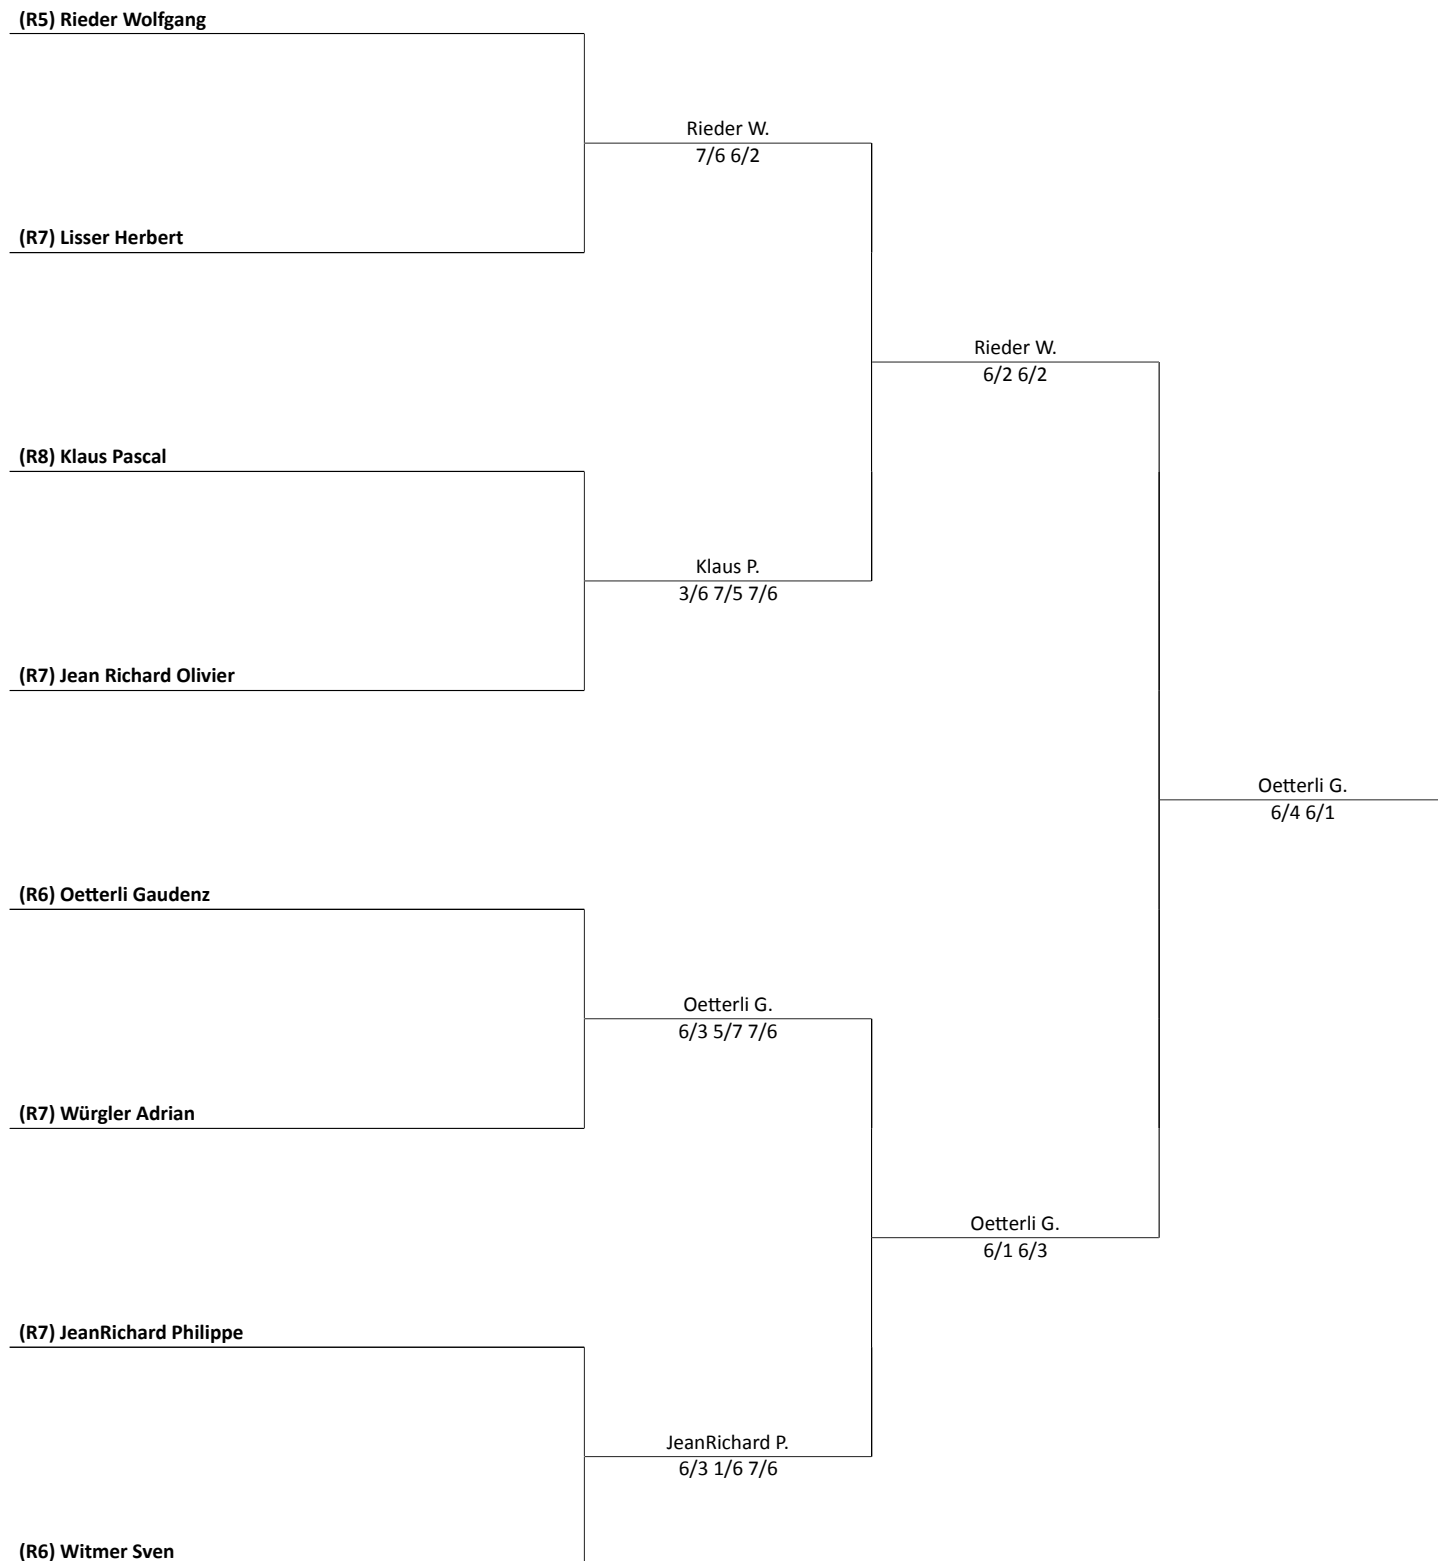 (R5) Rieder Wolfgang
Rieder W.
7/6 6/2
(R7) Lisser Herbert
Rieder W.
6/2 6/2
(R8) Klaus Pascal
Klaus P.
3/6 7/5 7/6
(R7) Jean Richard Olivier
Oetterli G.
6/4 6/1
(R6) Oetterli Gaudenz
Oetterli G.
6/3 5/7 7/6
(R7) Würgler Adrian
Oetterli G.
6/1 6/3
(R7) JeanRichard Philippe
JeanRichard P.
6/3 1/6 7/6
(R6) Witmer Sven